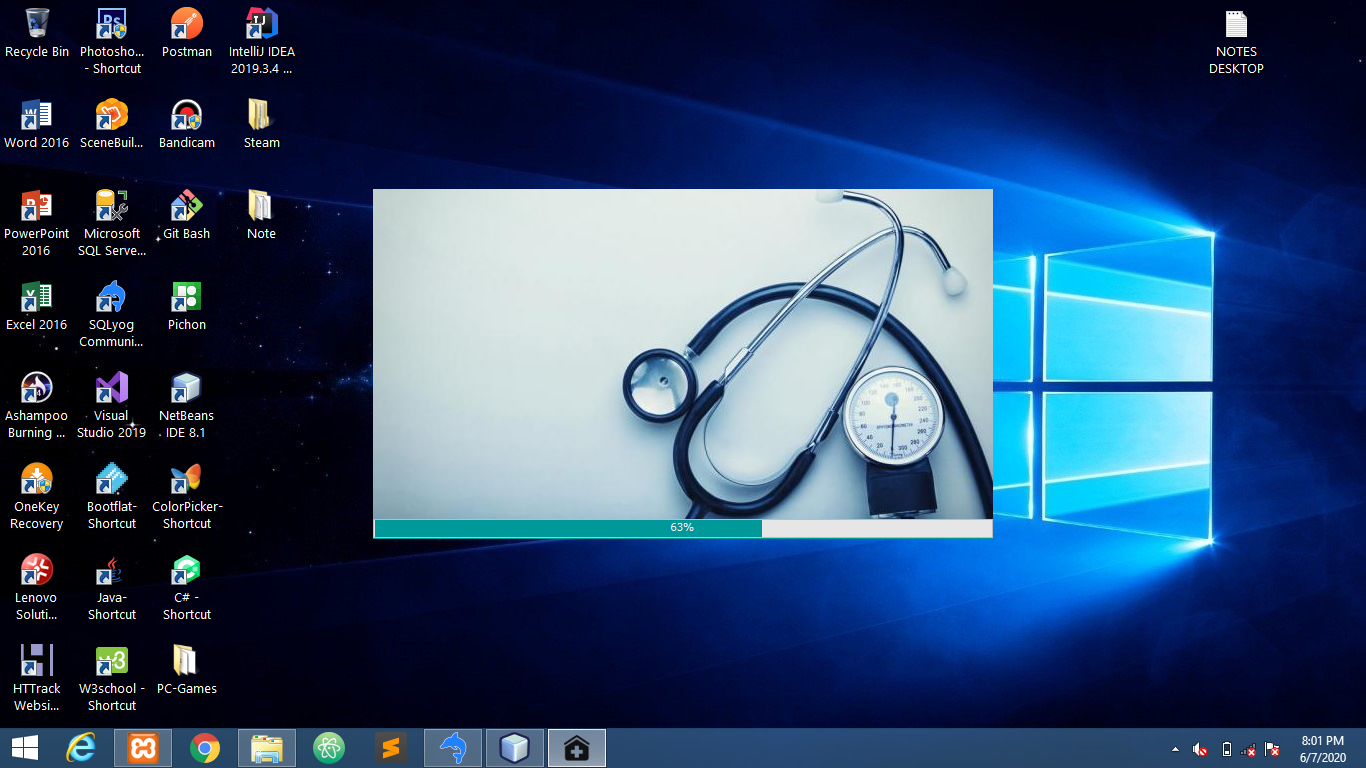 Recycle Bin
Photosho...
- Shortcut
Postman
IntelliJ IDEA
2019.3.4 ...
NOTES
DESKTOP
Word 2016
SceneBuil...
Bandicam
Steam
PowerPoint
2016
Microsoft
SQL Serve...
Git Bash
Note
Excel 2016
SQLyog
Communi...
Pichon
Ashampoo
Burning ...
Visual
Studio 2019
NetBeans
IDE 8.1
OneKey
Recovery
Bootflat-
Shortcut
ColorPicker-
Shortcut
Lenovo
Soluti...
Java-
Shortcut
C# -
Shortcut
HTTrack
Websi...
W3school -
Shortcut
PC-Games
63%
8:01 PM
6/7/2020